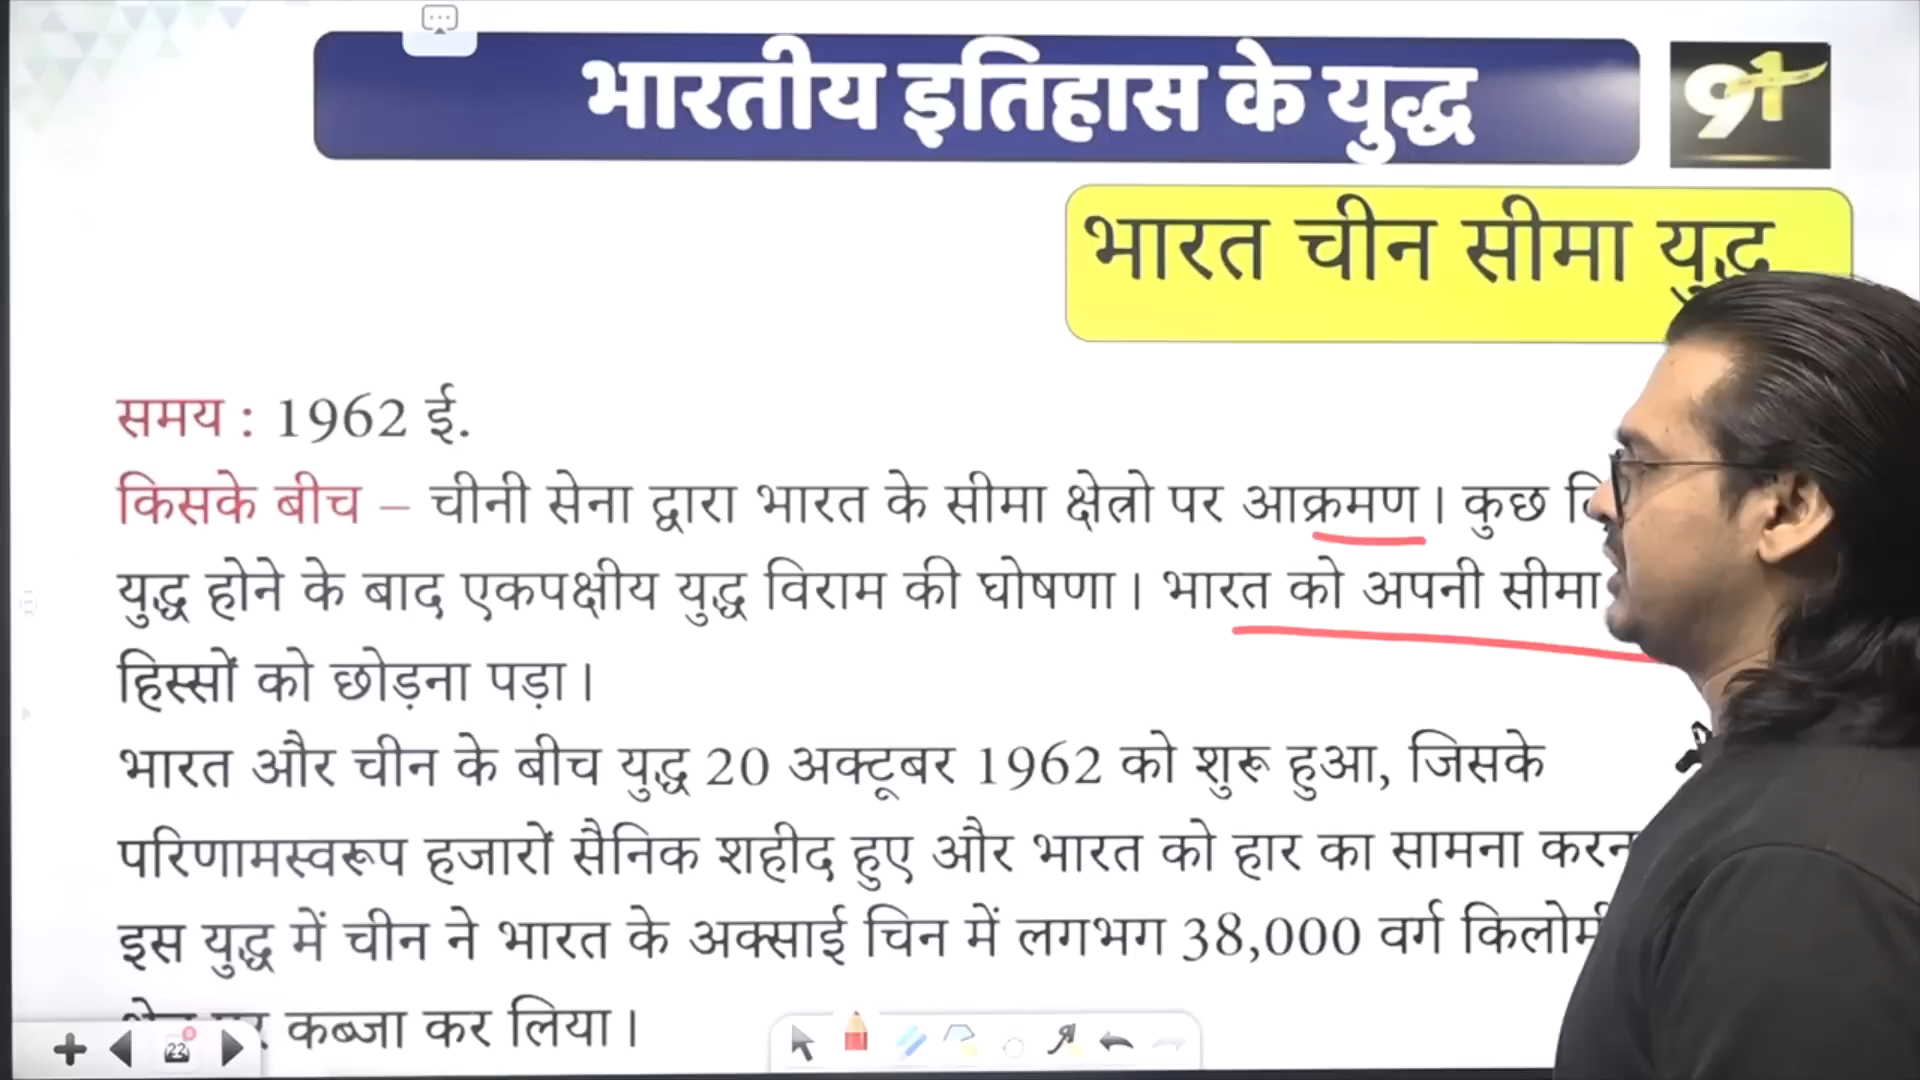 भारतीय इतिहास के युद्ध
91
भारत चीन सीमा युद्ध
समय : 1962 ई.
किसके बीच – चीनी सेना द्वारा भारत के सीमा क्षेत्रो पर आक्रमण। कुछ
युद्ध होने के बाद एकपक्षीय युद्ध विराम की घोषणा। भारत को अपनी सीमा
हिस्सों को छोड़ना पड़ा।
भारत और चीन के बीच युद्ध 20 अक्टूबर 1962 को शुरू हुआ, जिसके
परिणामस्वरूप हजारों सैनिक शहीद हुए और भारत को हार का सामना
इस युद्ध में चीन ने भारत के अक्साई चिन में लगभग 38,000 वर्ग
कब्जा कर लिया।
22